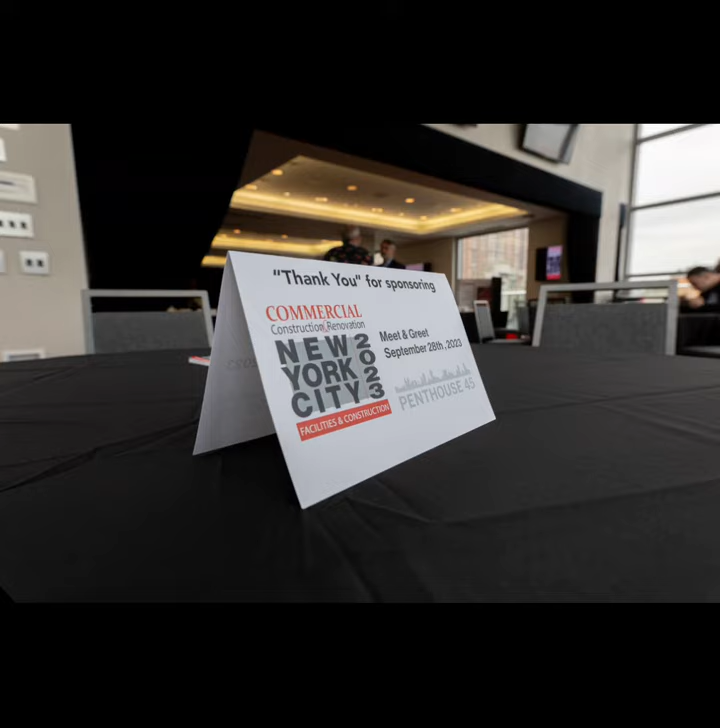 "Thank You" for sponsoring
COMMERCIAL
Construction & Renovation
NEW
YORK
CITY
2023
FACILITIES & CONSTRUCTION
Meet & Greet
September 28th, 2023
PENTHOUSE 45